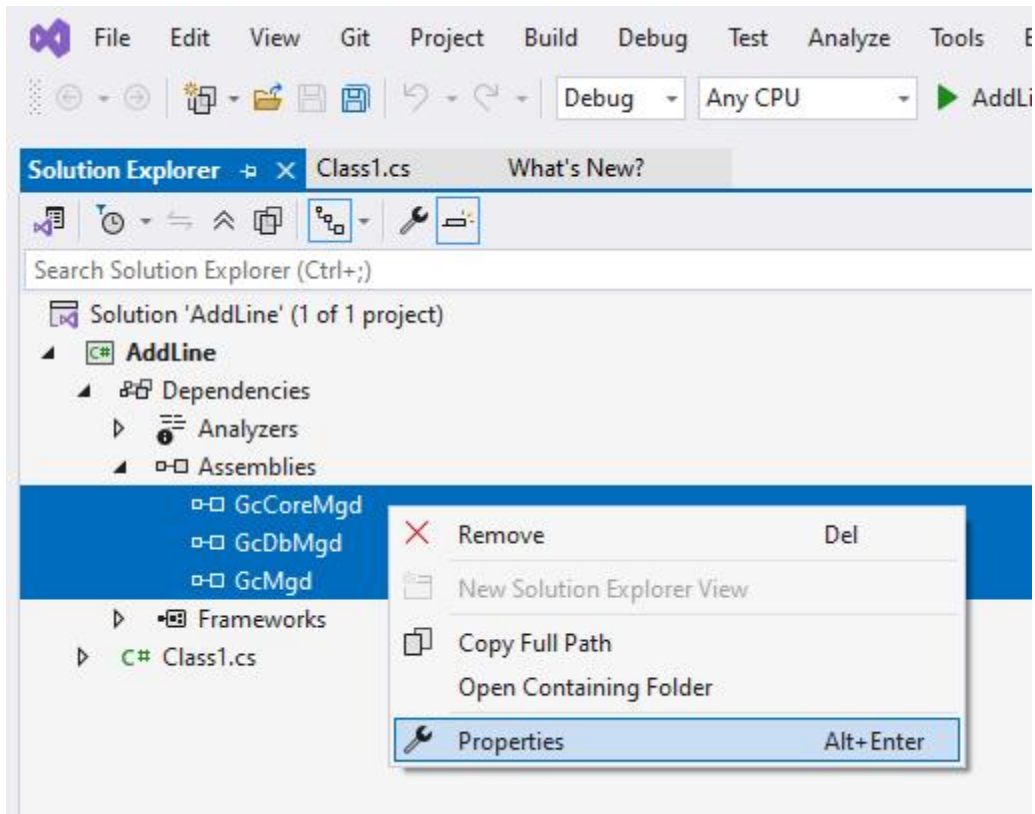 File Edit View Git Project Build Debug Test Analyze Tools
Debug Any CPU
Solution Explorer Class1.cs What's New?
Search Solution Explorer (Ctrl+;)
Solution 'AddLine' (1 of 1 project)
C# AddLine
Dependencies
Analyzers
Assemblies
GcCoreMgd
GcDbMgd
GcMgd
Frameworks
C# Class1.cs
Remove Del
New Solution Explorer View
Copy Full Path
Open Containing Folder
Properties Alt+Enter